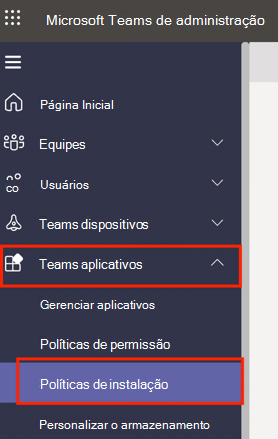 Microsoft Teams de administração
Página Inicial
Equipes
co
Usuários
Teams dispositivos
Teams aplicativos
Gerenciar aplicativos
Políticas de permissão
Políticas de instalação
Personalizar o armazenamento